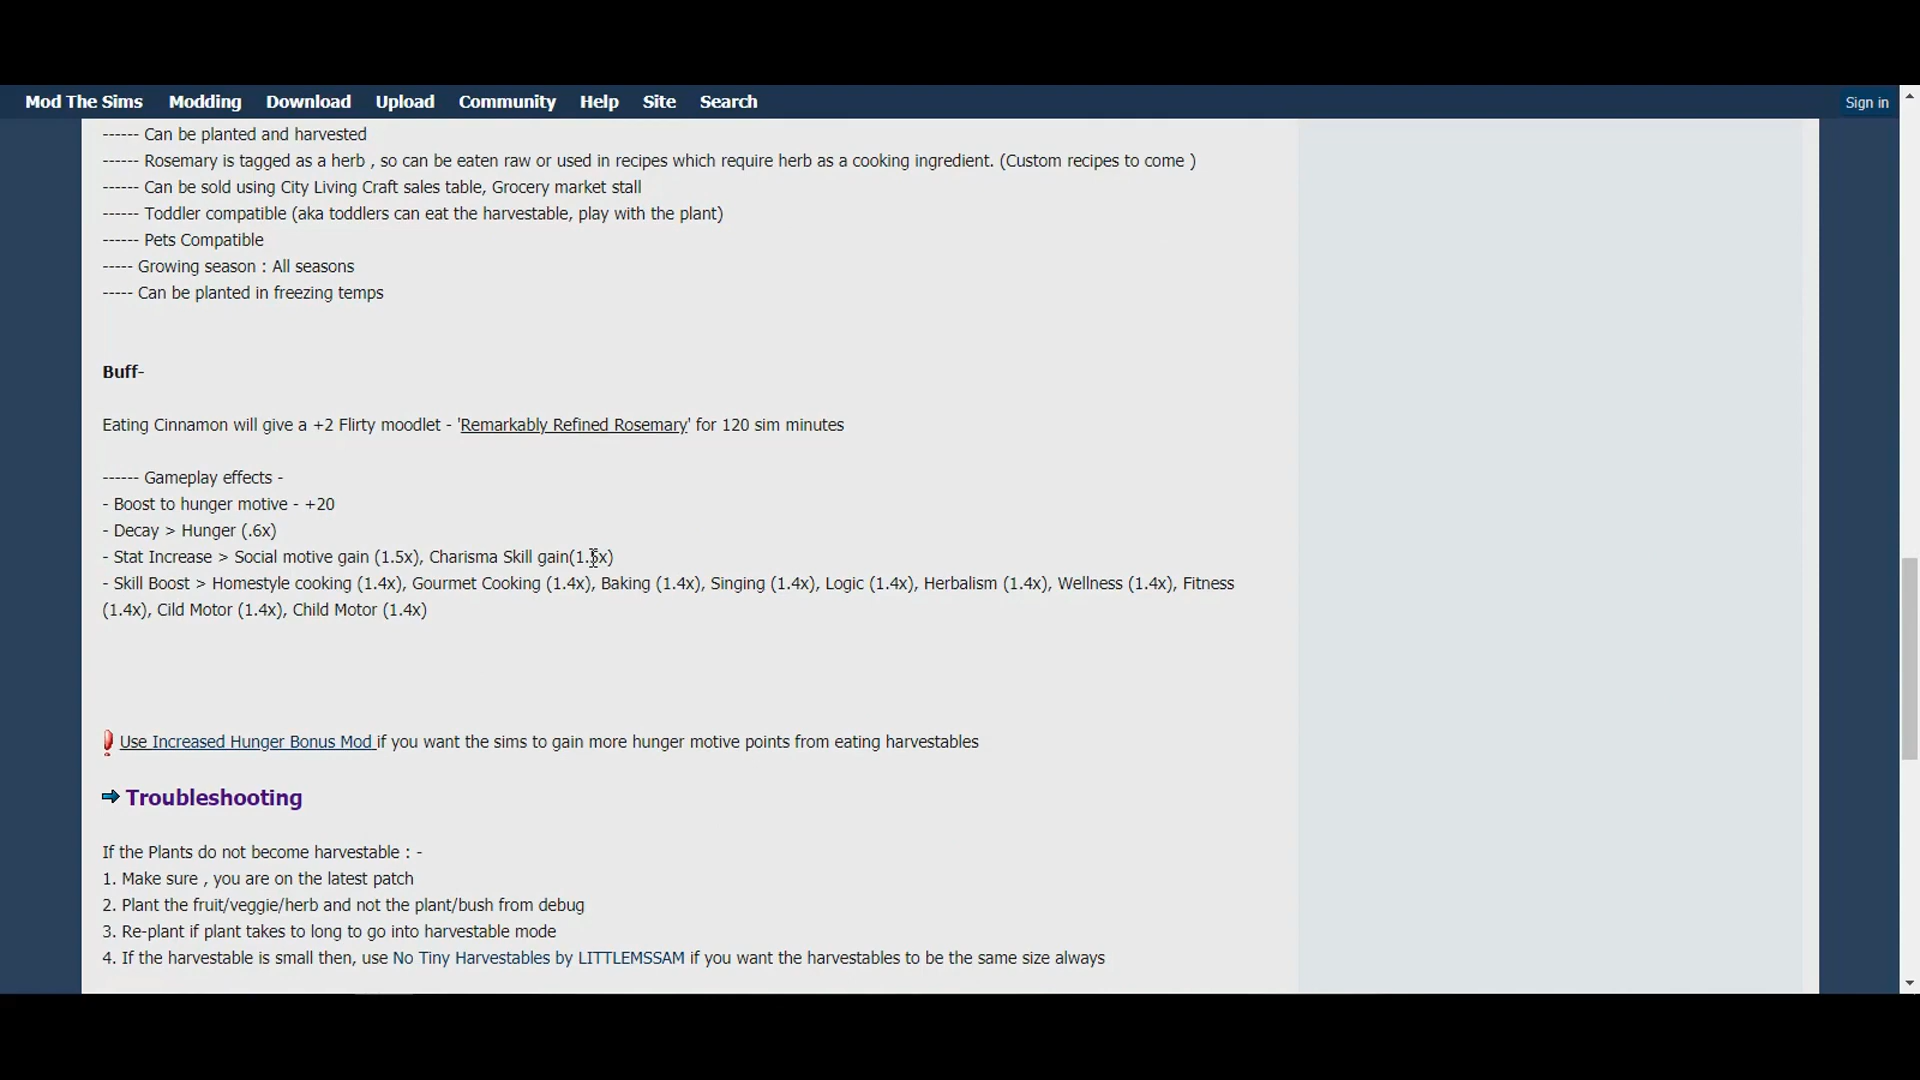 Mod The Sims Modding Download Upload Community Help Site Search Sign in
------ Can be planted and harvested
------ Rosemary is tagged as a herb , so can be eaten raw or used in recipes which require herb as a cooking ingredient. (Custom recipes to come )
------ Can be sold using City Living Craft sales table, Grocery market stall
------ Toddler compatible (aka toddlers can eat the harvestable, play with the plant)
------ Pets Compatible
----- Growing season : All seasons
----- Can be planted in freezing temps
Buff-
Eating Cinnamon will give a +2 Flirty moodlet - 'Remarkably Refined Rosemary' for 120 sim minutes
------ Gameplay effects -
- Boost to hunger motive - +20
- Decay > Hunger (.6x)
- Stat Increase > Social motive gain (1.5x), Charisma Skill gain(1.5x)
- Skill Boost > Homestyle cooking (1.4x), Gourmet Cooking (1.4x), Baking (1.4x), Singing (1.4x), Logic (1.4x), Herbalism (1.4x), Wellness (1.4x), Fitness
(1.4x), Cild Motor (1.4x), Child Motor (1.4x)
Use Increased Hunger Bonus Mod if you want the sims to gain more hunger motive points from eating harvestables
Troubleshooting
If the Plants do not become harvestable : -
1. Make sure , you are on the latest patch
2. Plant the fruit/veggie/herb and not the plant/bush from debug
3. Re-plant if plant takes to long to go into harvestable mode
4. If the harvestable is small then, use No Tiny Harvestables by LITTLEMSSAM if you want the harvestables to be the same size always